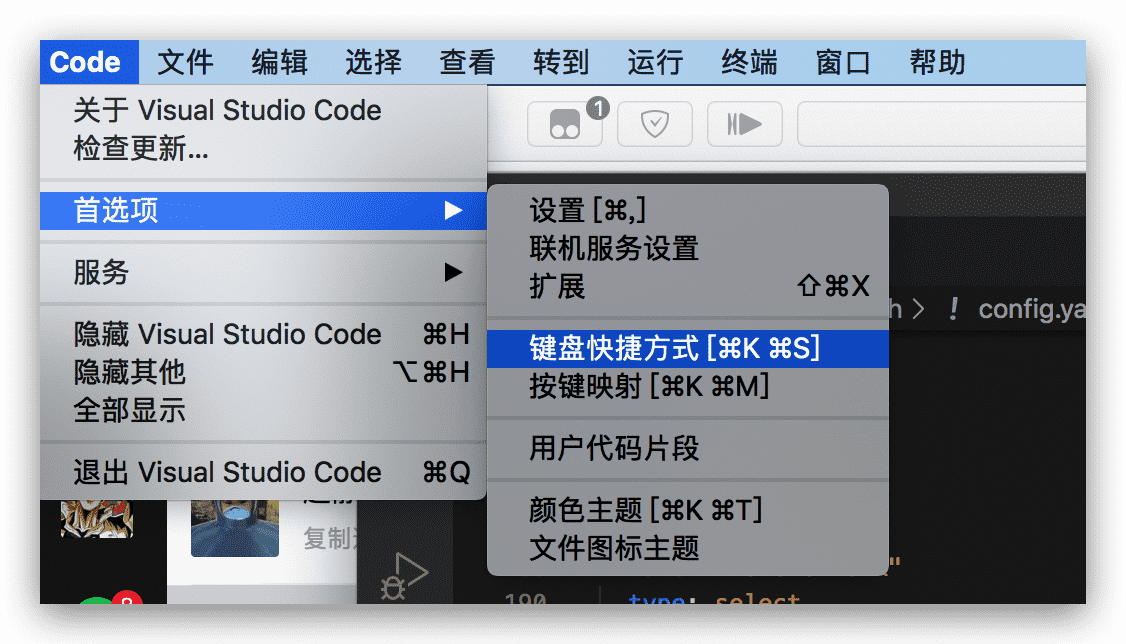 Code 文件 编辑 选择 查看 转到 运行 终端 窗口 帮助
关于 Visual Studio Code
检查更新...
1
首选项
服务
隐藏 Visual Studio Code ⌘H
隐藏其他 ⌥⌘H
全部显示
退出 Visual Studio Code ⌘Q
设置 [⌘,]
联机服务设置
扩展 ⇧⌘X
键盘快捷方式 [⌘K ⌘S]
按键映射 [⌘K ⌘M]
用户代码片段
颜色主题 [⌘K ⌘T]
文件图标主题
h > ! config.ya
复制
"
190 type: select